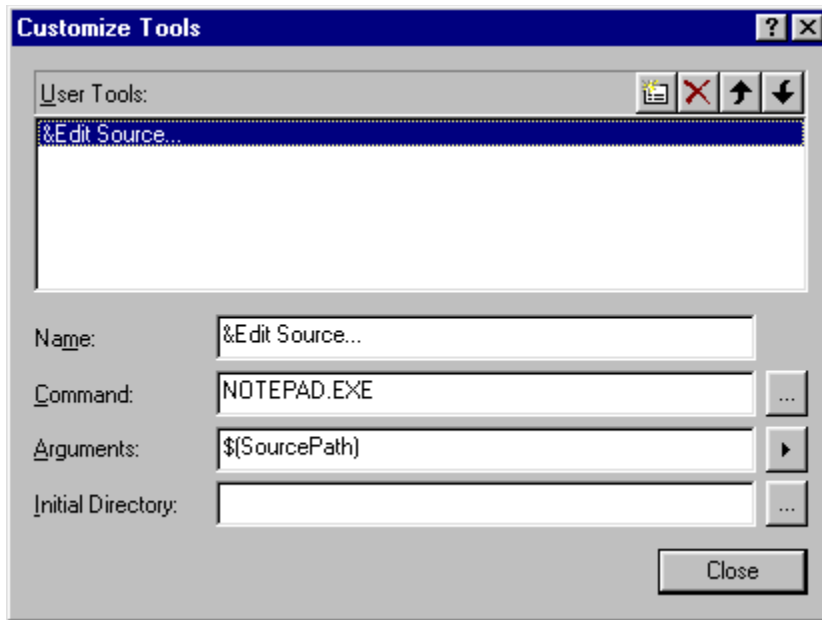 Customize Tools
User Tools:
&Edit Source...
Name: &Edit Source...
Command: NOTEPAD.EXE ...
Arguments: $(SourcePath)
Initial Directory: ...
Close